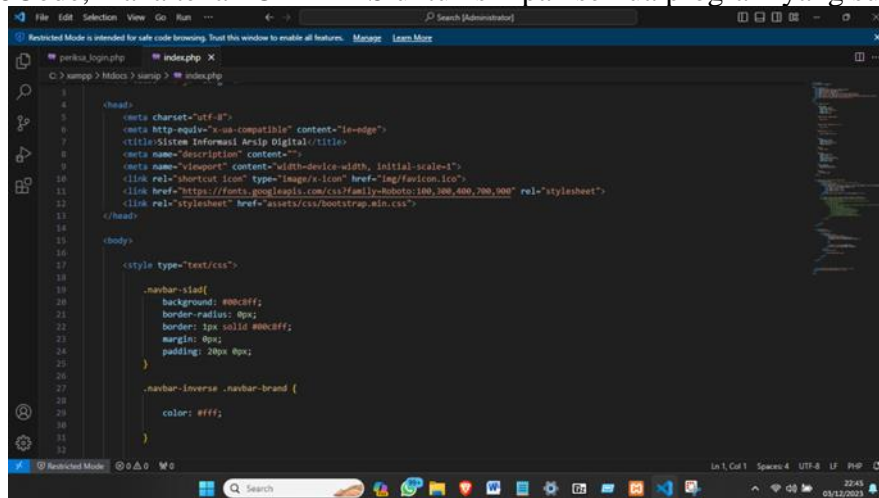 File Edit Selection View Go Run ... Search [Administrator]
Restricted Mode is intended for safe code browsing. Trust this window to enable all features. Manage Learn More
periksa_login.php index.php
C: > xampp > htdocs > siarsip > index.php
3
4 <head>
5 <meta charset="utf-8">
6 <meta http-equiv="x-ua-compatible" content="ie=edge">
7 <title>Sistem Informasi Arsip Digital</title>
8 <meta name="description" content="">
9 <meta name="viewport" content="width=device-width, initial-scale=1">
10 <link rel="shortcut icon" type="image/x-icon" href="img/favicon.ico">
11 <link href="https://fonts.googleapis.com/css?family=Roboto:100,300,400,700,900" rel="stylesheet">
12 <link rel="stylesheet" href="assets/css/bootstrap.min.css">
13 </head>
14
15 <body>
16
17 <style type="text/css">
18
19 .navbar-siad{
20 background: #00c8ff;
21 border-radius: 0px;
22 border: 1px solid #00c8ff;
23 margin: 0px;
24 padding: 20px 0px;
25 }
26
27 .navbar-inverse .navbar-brand {
28
29 color: #fff;
30
31 }
32
Restricted Mode 0 0 0 Ln 1, Col 1 Spaces: 4 UTF-8 LF PHP
Search 99+ 22:45
03/12/2023